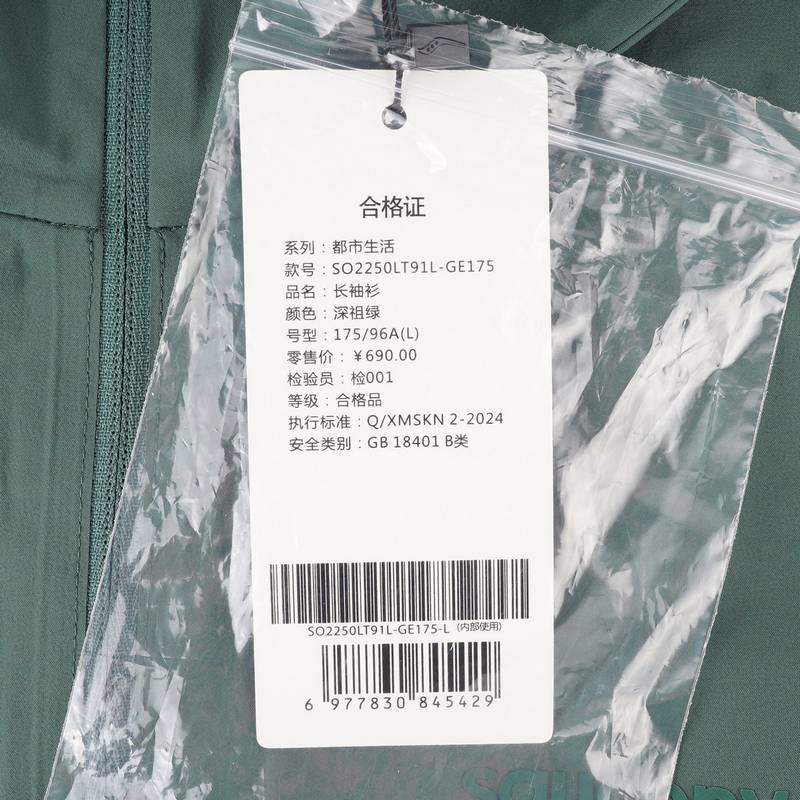 合格证
系列：都市生活
款号：SO2250LT91L-GE175
品名：长袖衫
颜色：深祖绿
号型：175/96A(L)
零售价：￥690.00
检验员：检001
等级：合格品
执行标准：Q/XMSKN 2-2024
安全类别：GB 18401 B类
SO2250LT91L-GE175-L (内部使用)
6 977830 845429
saucony